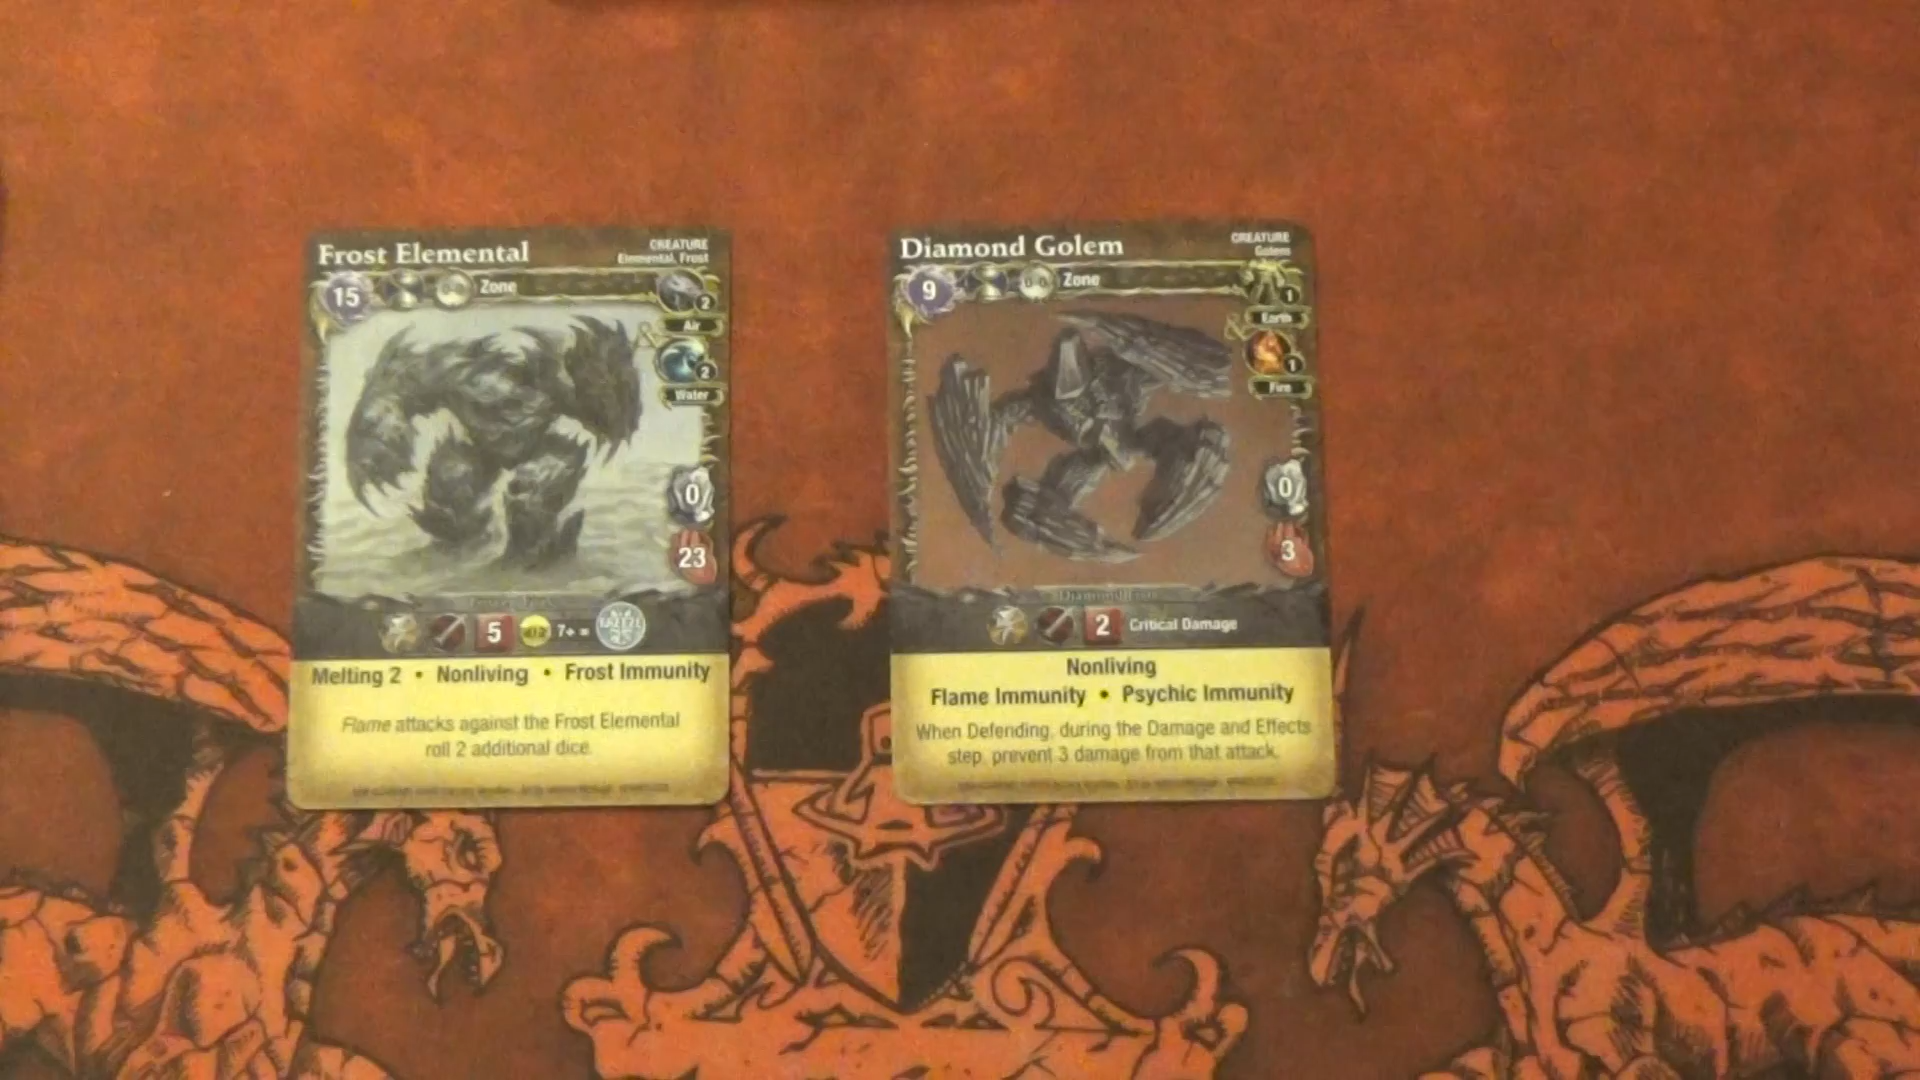 Frost Elemental
CREATURE
Elemental, Frost
15
Zone
2
Air
2
Water
0
23
5
7+ =
Melting 2 • Nonliving • Frost Immunity
Flame attacks against the Frost Elemental
roll 2 additional dice.
Diamond Golem
CREATURE
Golem
9
Zone
1
Earth
1
Fire
0
3
2 Critical Damage
Nonliving
Flame Immunity • Psychic Immunity
When Defending, during the Damage and Effects
step, prevent 3 damage from that attack.